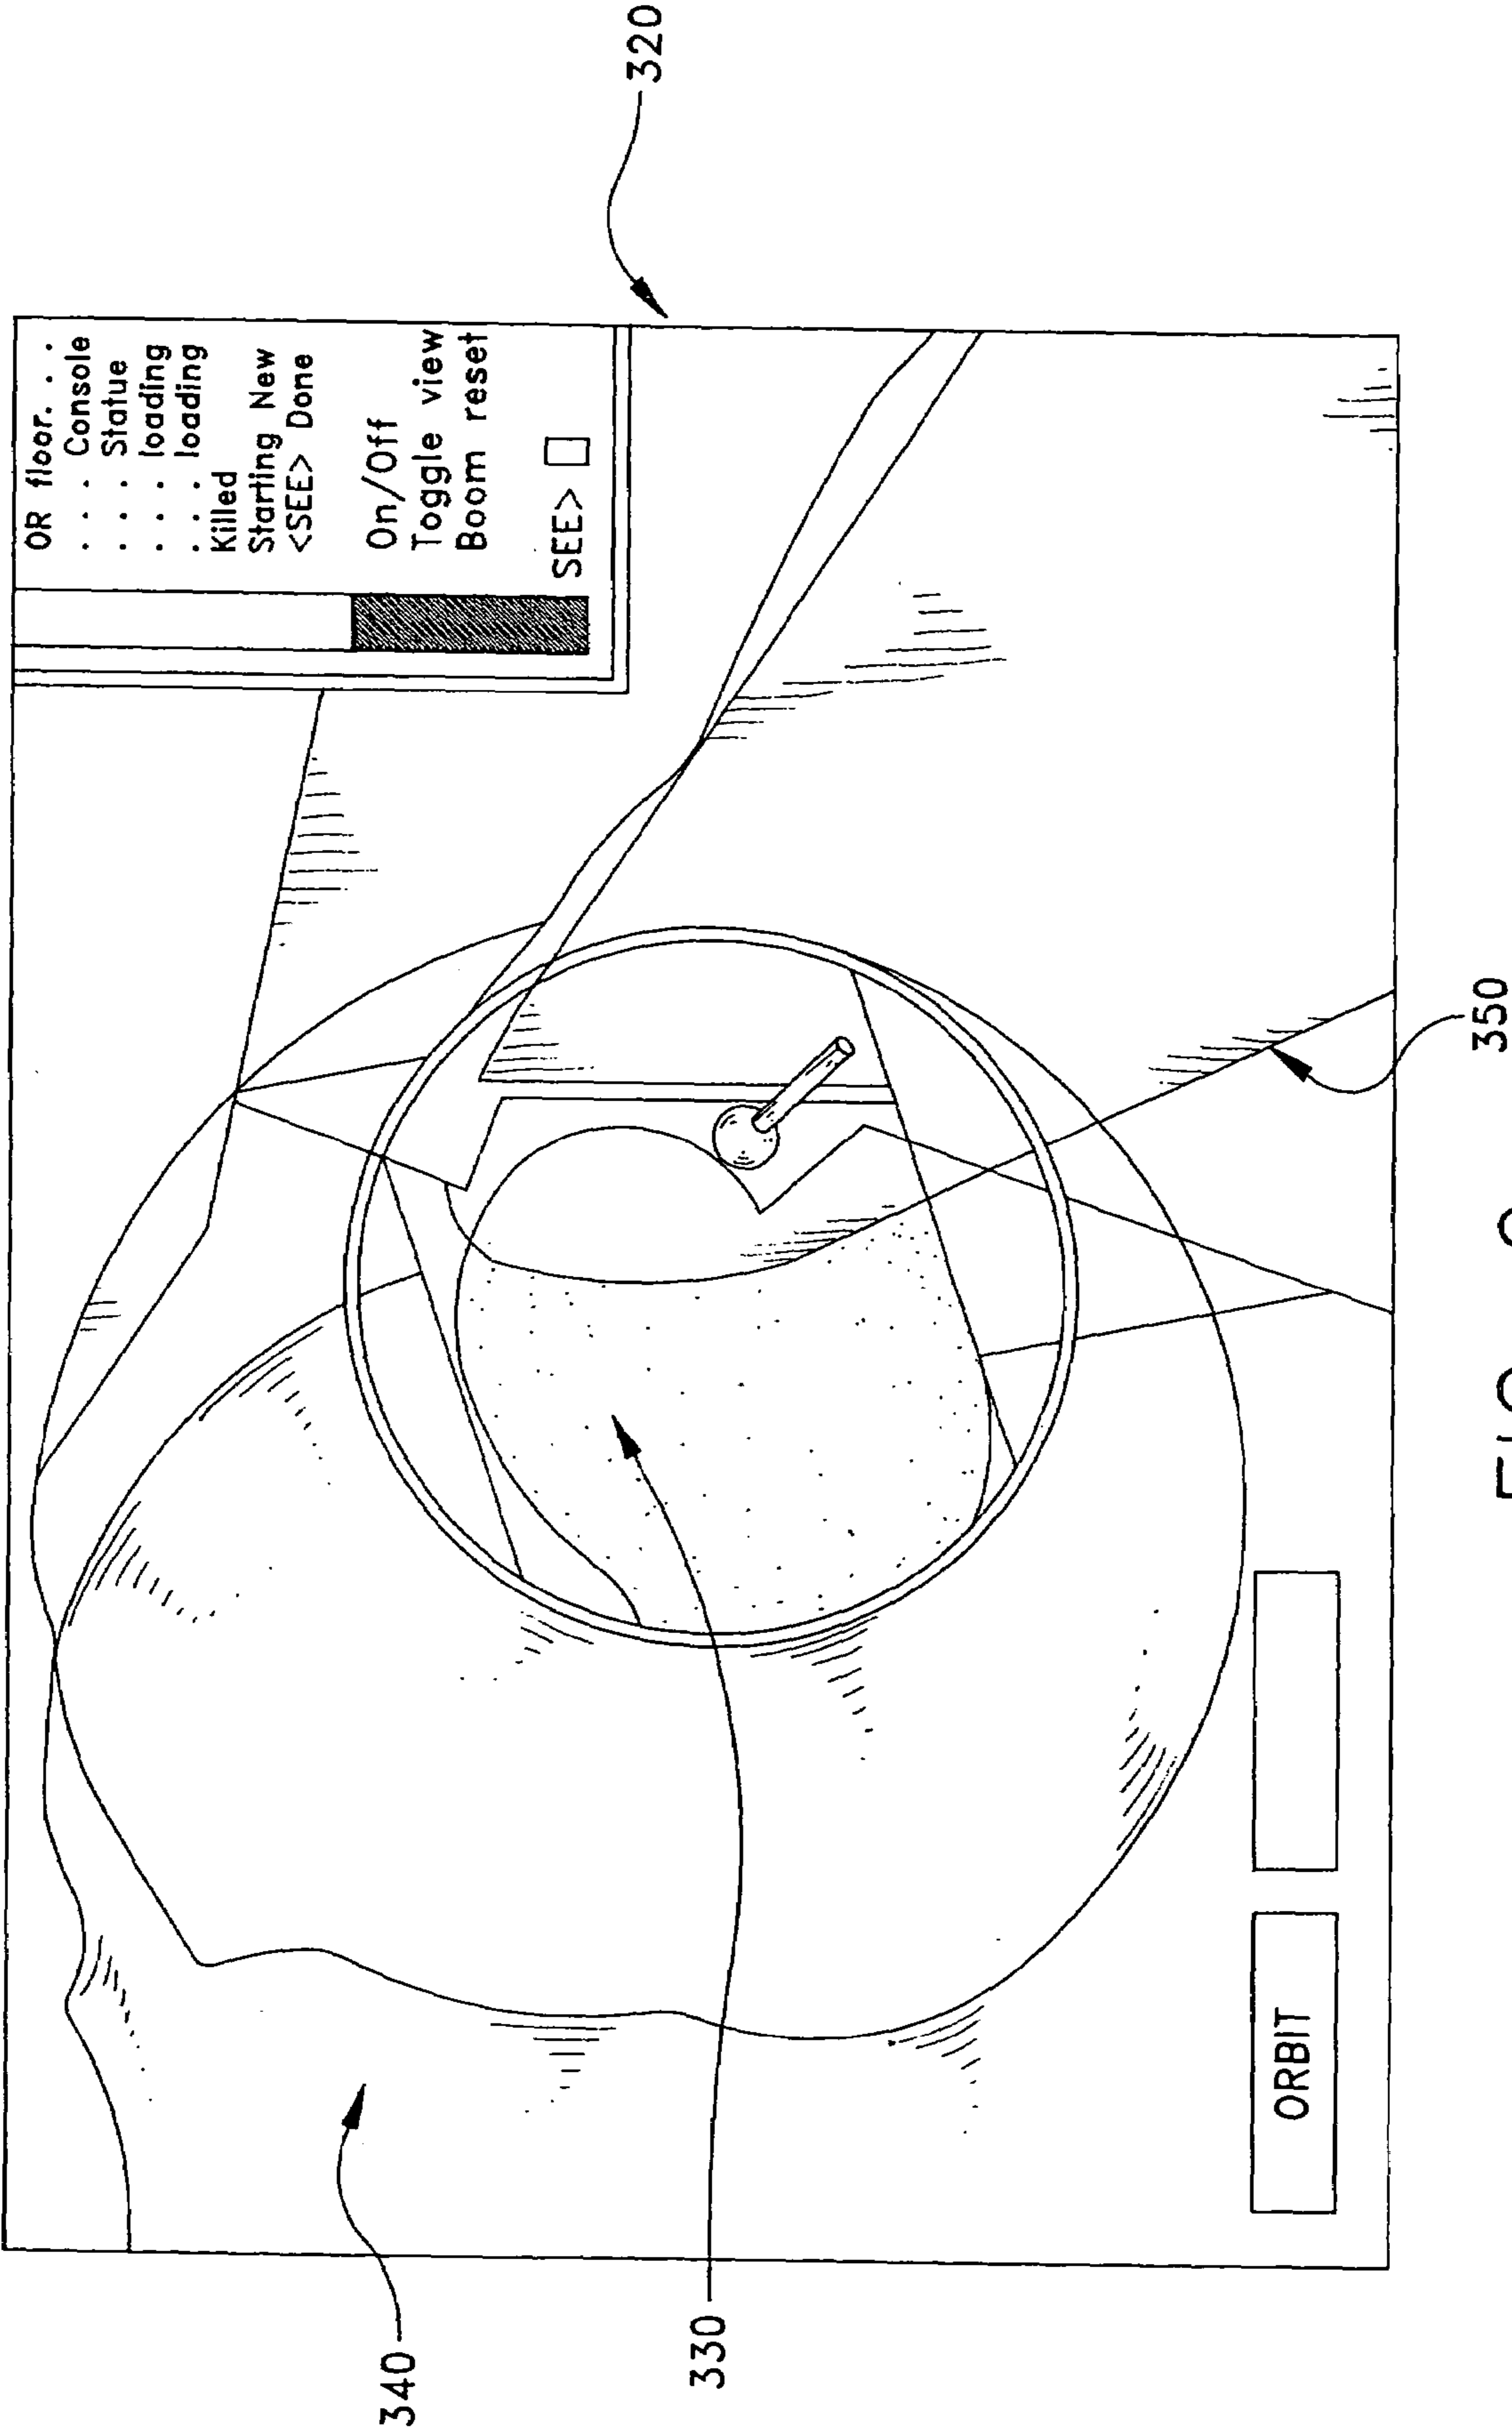 320
OR floor. . .
. . . Console
. . . Statue
. . . loading
. . . loading
Killed
Starting New
<SEE> Done
On/Off
Toggle view
Boom reset
SEE> □
340
330
ORBIT
350